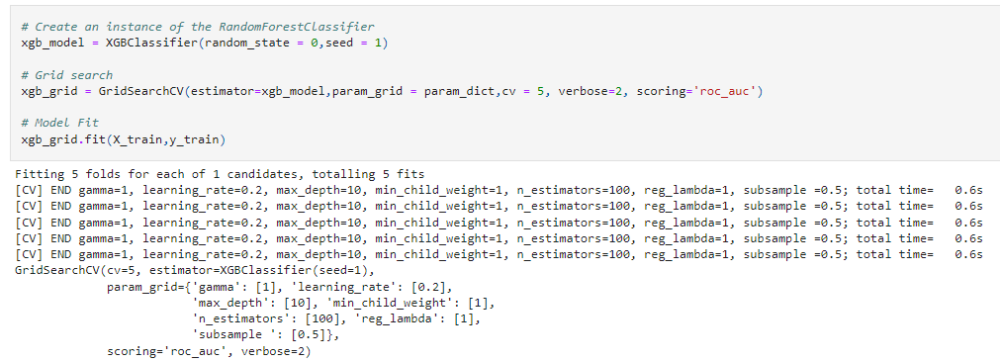 # Create an instance of the RandomForestClassifier
xgb_model = XGBClassifier(random_state = 0,seed = 1)
# Grid search
xgb_grid = GridSearchCV(estimator=xgb_model,param_grid = param_dict,cv = 5, verbose=2, scoring='roc_auc')
# Model Fit
xgb_grid.fit(X_train,y_train)
Fitting 5 folds for each of 1 candidates, totalling 5 fits
[CV] END gamma=1, learning_rate=0.2, max_depth=10, min_child_weight=1, n_estimators=100, reg_lambda=1, subsample =0.5; total time=   0.6s
[CV] END gamma=1, learning_rate=0.2, max_depth=10, min_child_weight=1, n_estimators=100, reg_lambda=1, subsample =0.5; total time=   0.6s
[CV] END gamma=1, learning_rate=0.2, max_depth=10, min_child_weight=1, n_estimators=100, reg_lambda=1, subsample =0.5; total time=   0.6s
[CV] END gamma=1, learning_rate=0.2, max_depth=10, min_child_weight=1, n_estimators=100, reg_lambda=1, subsample =0.5; total time=   0.6s
[CV] END gamma=1, learning_rate=0.2, max_depth=10, min_child_weight=1, n_estimators=100, reg_lambda=1, subsample =0.5; total time=   0.6s
GridSearchCV(cv=5, estimator=XGBClassifier(seed=1),
             param_grid={'gamma': [1], 'learning_rate': [0.2],
                         'max_depth': [10], 'min_child_weight': [1],
                         'n_estimators': [100], 'reg_lambda': [1],
                         'subsample ': [0.5]},
             scoring='roc_auc', verbose=2)